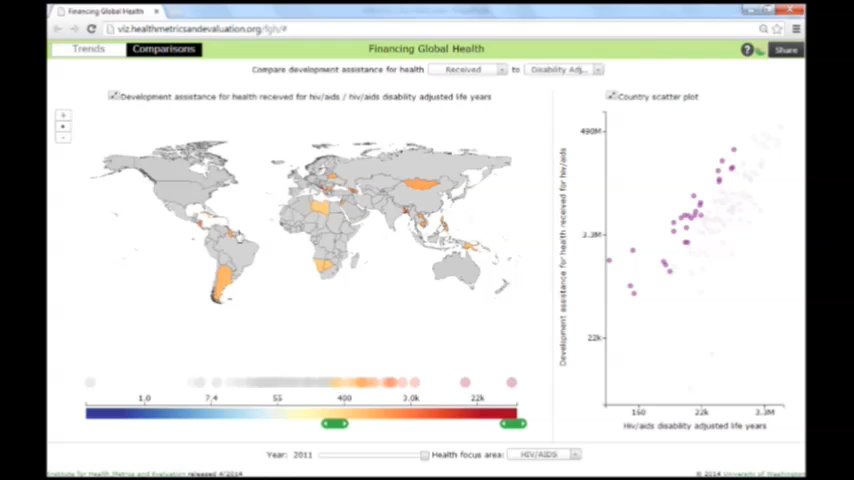 Financing Global Health
viz.healthmetricsandevaluation.org/fgh/#
Trends
Comparisons
Financing Global Health
?
Share
Compare development assistance for health
Received
to
Disability Adj...
Development assistance for health received for hiv/aids / hiv/aids disability adjusted life years
Country scatter plot
+
-
Development assistance for health received for hiv/aids
490M
3.3M
22k
160
22k
3.3M
Hiv/aids disability adjusted life years
1.0
7.4
55
400
3.0k
22k
Year: 2011
Health focus area:
HIV/AIDS
Institute for Health Metrics and Evaluation released 4/2014
© 2014 University of Washington